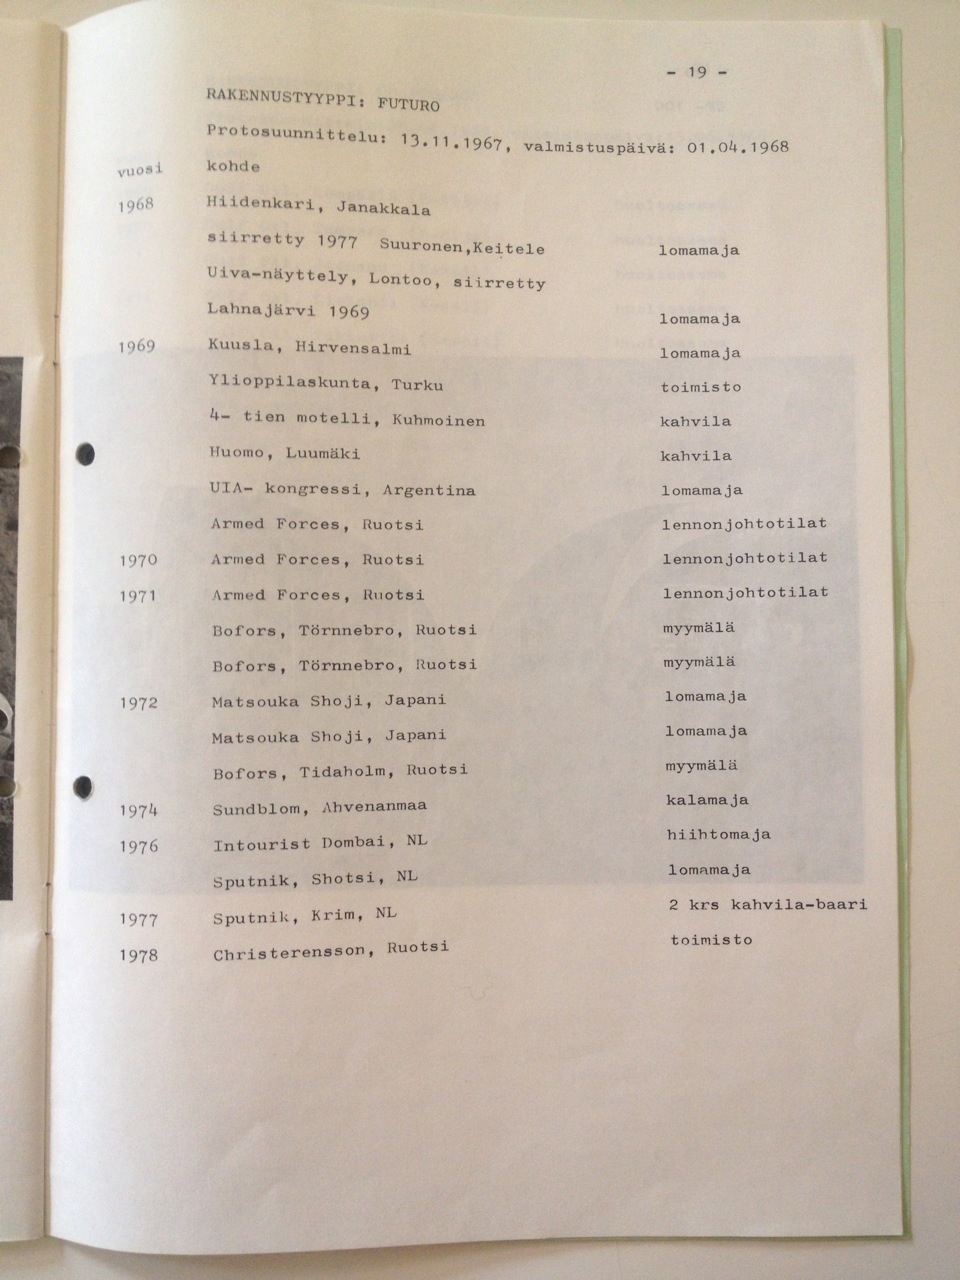 - 19 -
RAKENNUSTYYPPI: FUTURO
Protosuunnittelu: 13.11.1967, valmistuspäivä: 01.04.1968
vuosi kohde
1968 Hiidenkari, Janakkala
siirretty 1977 Suuronen,Keitele lomamaja
Uiva-näyttely, Lontoo, siirretty
Lahnajärvi 1969 lomamaja
1969 Kuusla, Hirvensalmi lomamaja
Ylioppilaskunta, Turku toimisto
4- tien motelli, Kuhmoinen kahvila
Huomo, Luumäki kahvila
UIA- kongressi, Argentina lomamaja
Armed Forces, Ruotsi lennonjohtotilat
1970 Armed Forces, Ruotsi lennonjohtotilat
1971 Armed Forces, Ruotsi lennonjohtotilat
Bofors, Törnnebro, Ruotsi myymälä
Bofors, Törnnebro, Ruotsi myymälä
1972 Matsouka Shoji, Japani lomamaja
Matsouka Shoji, Japani lomamaja
Bofors, Tidaholm, Ruotsi myymälä
1974 Sundblom, Ahvenanmaa kalamaja
1976 Intourist Dombai, NL hiihtomaja
Sputnik, Shotsi, NL lomamaja
1977 Sputnik, Krim, NL 2 krs kahvila-baari
1978 Christerensson, Ruotsi toimisto